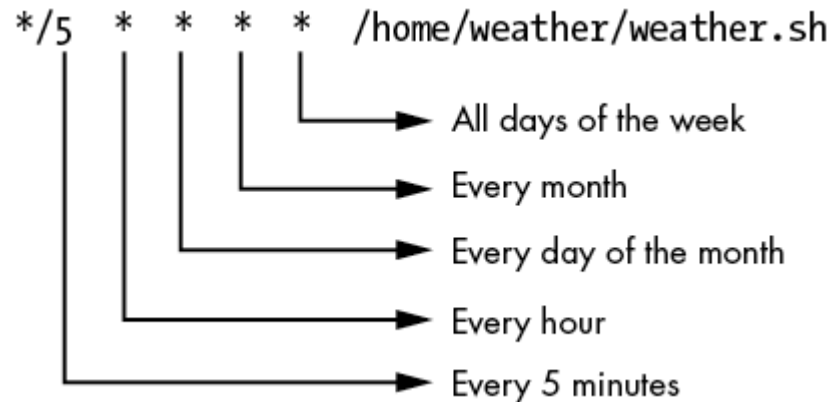 */5 * * * * /home/weather/weather.sh
All days of the week
Every month
Every day of the month
Every hour
Every 5 minutes